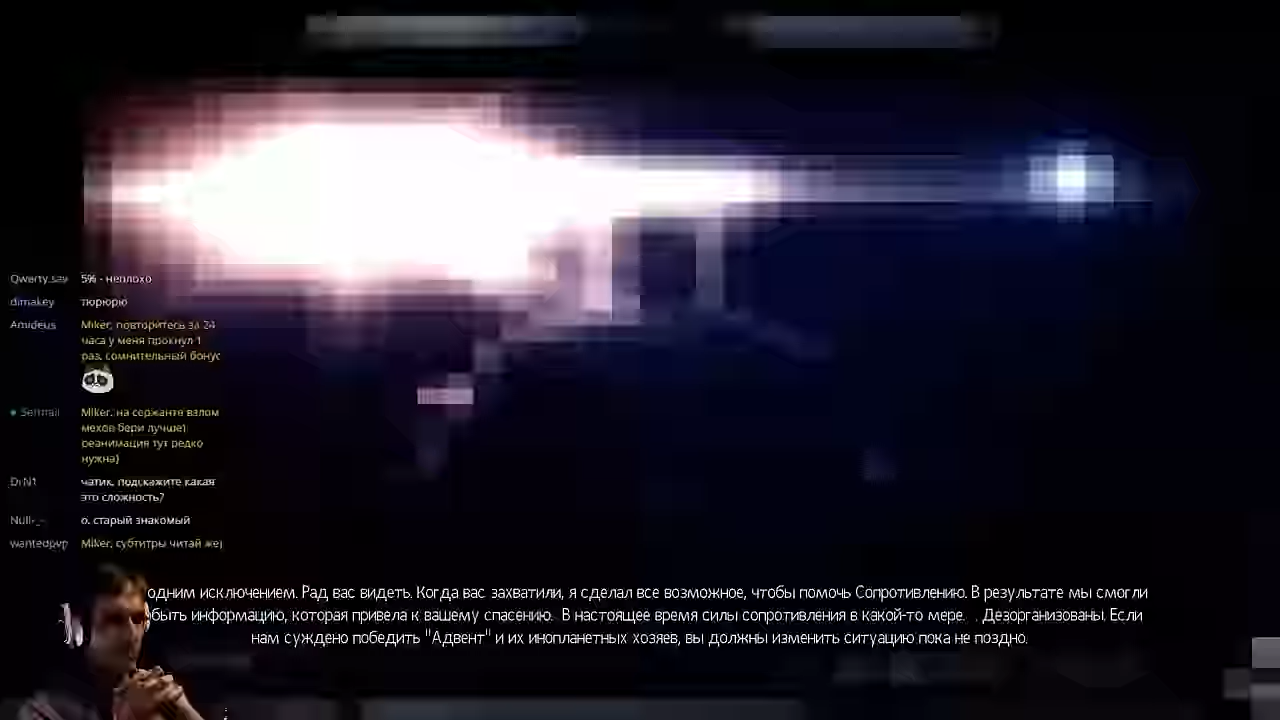 Qwerty.sav 5% - неплохо
dimakey тюрюрю
Amideus Miker, повторитесь за 24
часа у меня прокнул 1
раз, сомнительный бонус
Miker, на сержанте взлом
мехов бери лучше)
реанимация тут редко
нужна)
DrN1 чатик, подскажите какая
это сложность?
Null-_- о, старый знакомый
wantedpvp Miker, субтитры читай же)
одним исключением. Рад вас видеть. Когда вас захватили, я сделал все возможное, чтобы помочь Сопротивлению. В результате мы смогли
быть информацию, которая привела к вашему спасению. В настоящее время силы сопротивления в какой-то мере. . Дезорганизованы. Если
нам суждено победить "Адвент" и их инопланетных хозяев, вы должны изменить ситуацию пока не поздно.